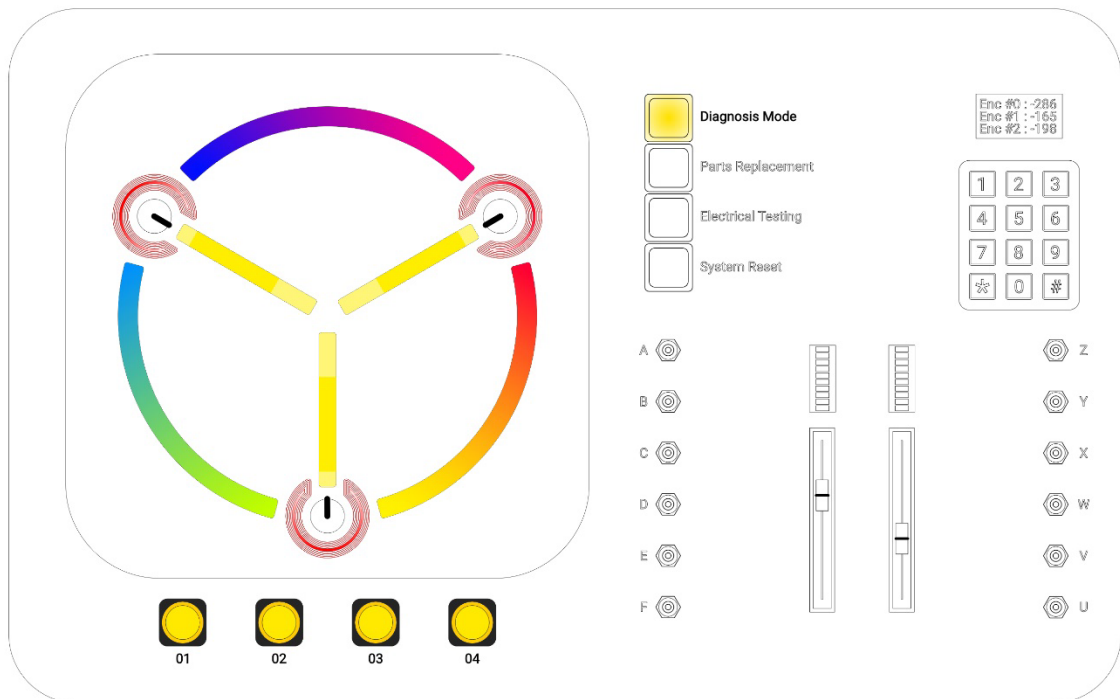 Diagnosis Mode
Parts Replacement
Electrical Testing
System Reset
Enc #0 : -286
Enc #1 : -165
Enc #2 : -198
1 2 3
4 5 6
7 8 9
* 0 #
A
B
C
D
E
F
Z
Y
X
W
V
U
01 02 03 04